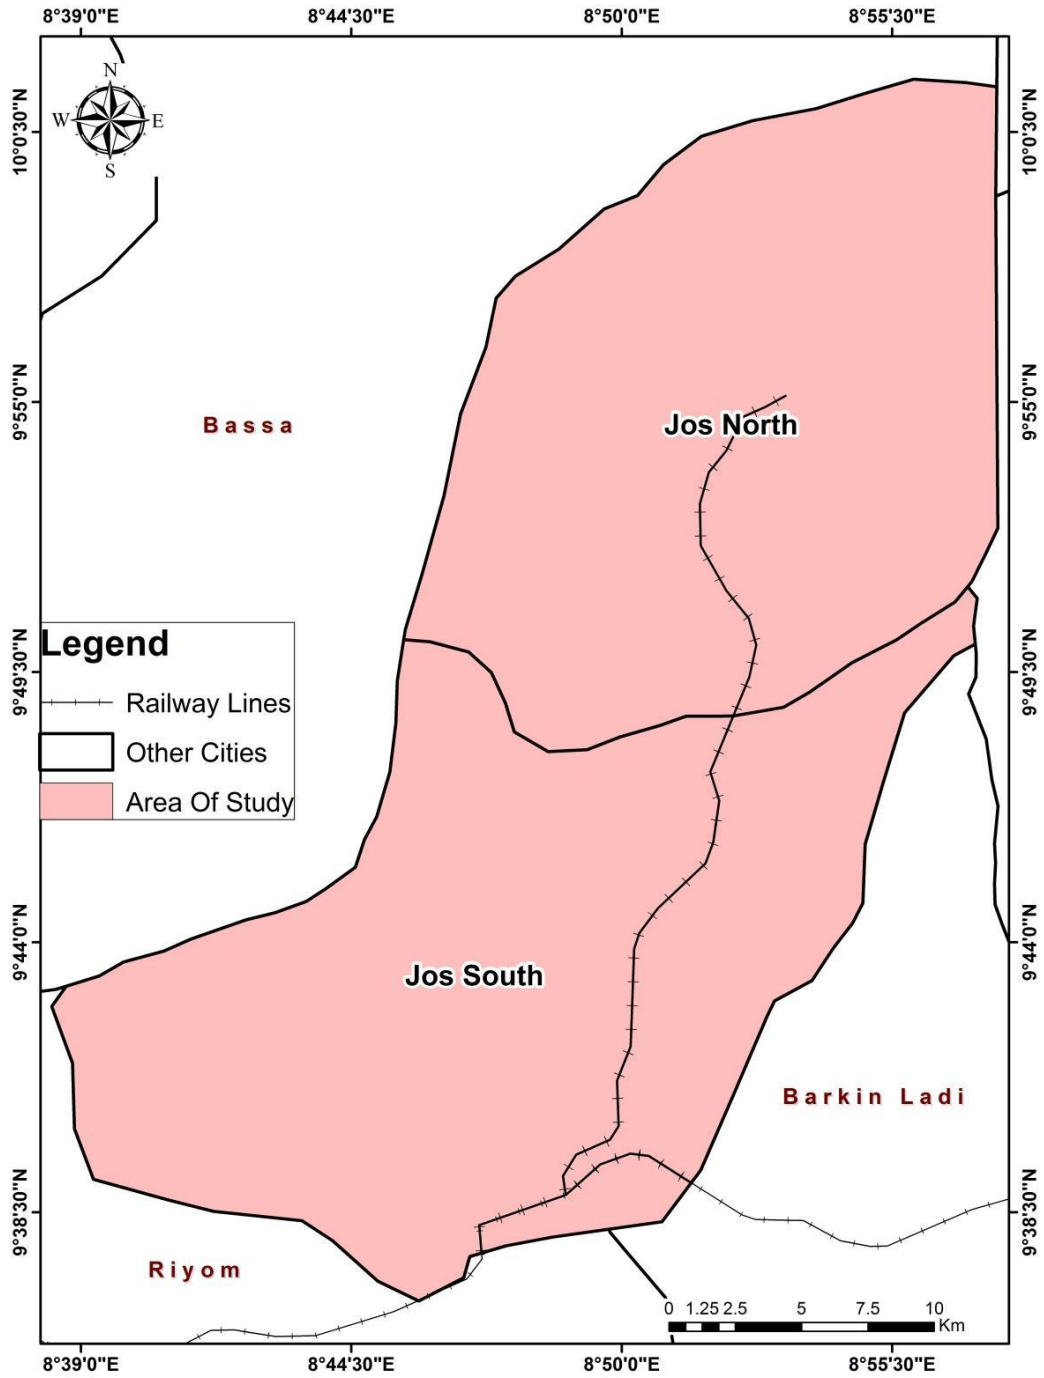 8°39'0"E 8°44'30"E 8°50'0"E 8°55'30"E
N
W E
S
10°0'30"N 10°0'30"N
9°55'0"N 9°55'0"N
Bassa
Jos North
9°49'30"N 9°49'30"N
Legend
Railway Lines
Other Cities
Area Of Study
9°44'0"N 9°44'0"N
Jos South
Barkin Ladi
9°38'30"N 9°38'30"N
Riyom
0 1.25 2.5 5 7.5 10
Km
8°39'0"E 8°44'30"E 8°50'0"E 8°55'30"E